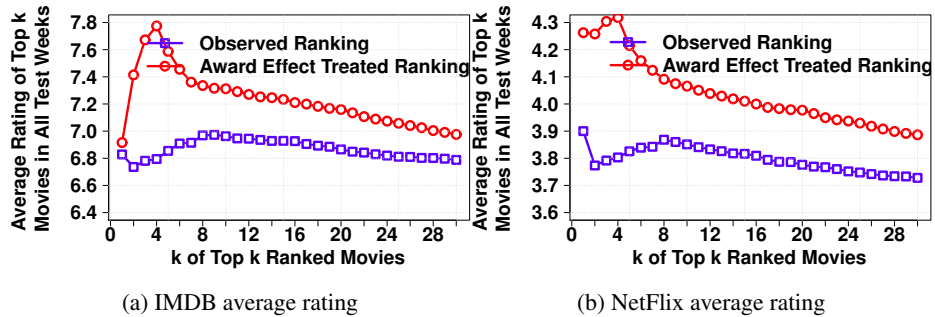 Average Rating of Top k
Movies in All Test Weeks
7.8
7.6
7.4
7.2
7.0
6.8
6.6
6.4
0 4 8 12 16 20 24 28
k of Top k Ranked Movies
Observed Ranking
Award Effect Treated Ranking
(a) IMDB average rating
Average Rating of Top k
Movies in All Test Weeks
4.3
4.2
4.1
4.0
3.9
3.8
3.7
3.6
0 4 8 12 16 20 24 28
k of Top k Ranked Movies
Observed Ranking
Award Effect Treated Ranking
(b) NetFlix average rating